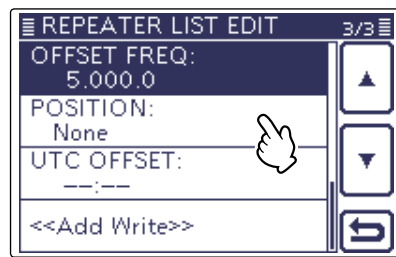 REPEATER LIST EDIT 3/3
OFFSET FREQ:
5.000.0
POSITION:
None
UTC OFFSET:
--:--
<<Add Write>>